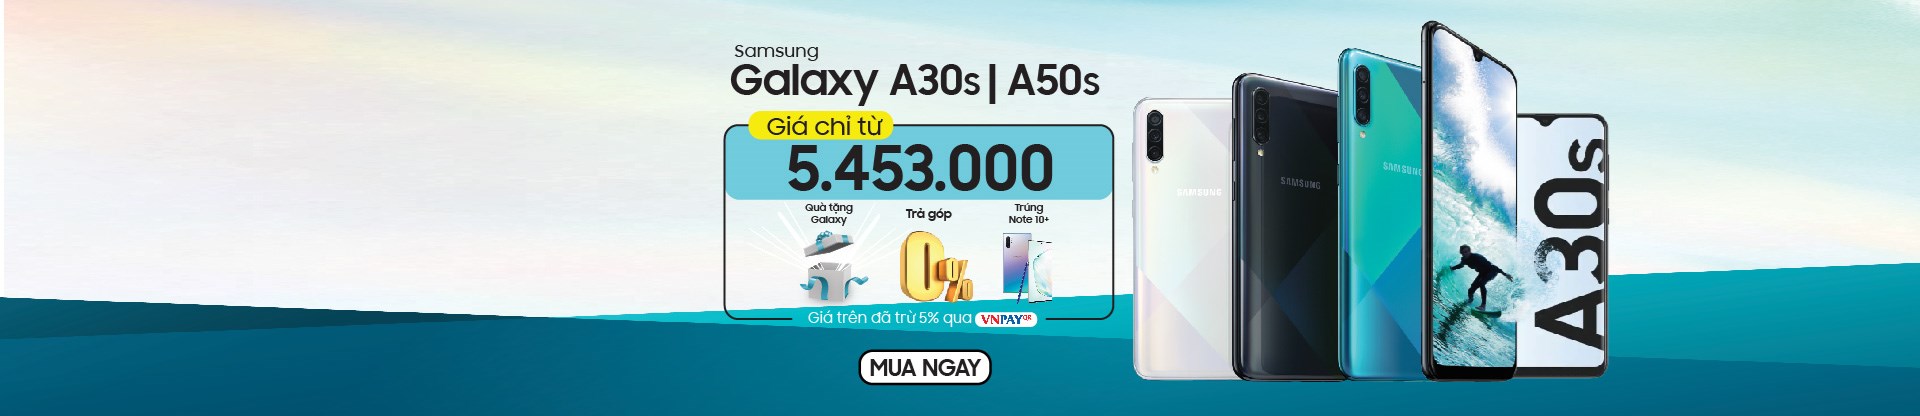 Samsung
Galaxy A30s | A50s
Giá chỉ từ
5.453.000
Quà tặng
Galaxy
Trả góp
0%
Trúng
Note 10+
Giá trên đã trừ 5% qua VNPAYQR
MUA NGAY
SAMSUNG
SAMSUNG
SAMSUNG
A30s